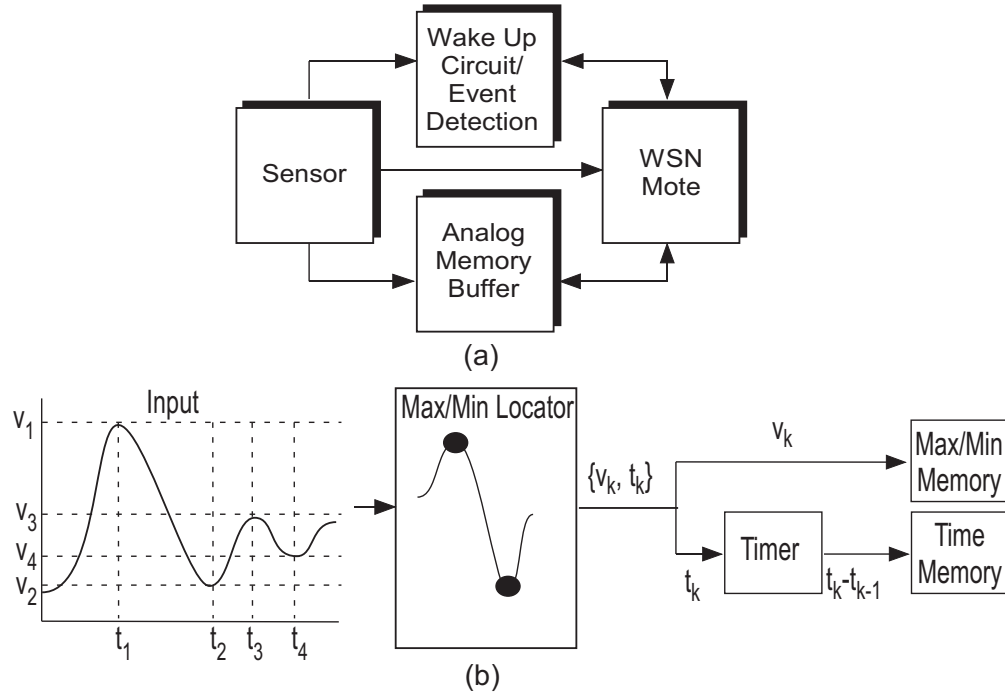 Wake Up
Circuit/
Event
Detection
Sensor
WSN
Mote
Analog
Memory
Buffer
(a)
Input
v₁
v₃
v₄
v₂
t₁
t₂
t₃
t₄
Max/Min Locator
{vₖ, tₖ}
vₖ
Max/Min
Memory
tₖ
Timer
tₖ-tₖ₋₁
Time
Memory
(b)